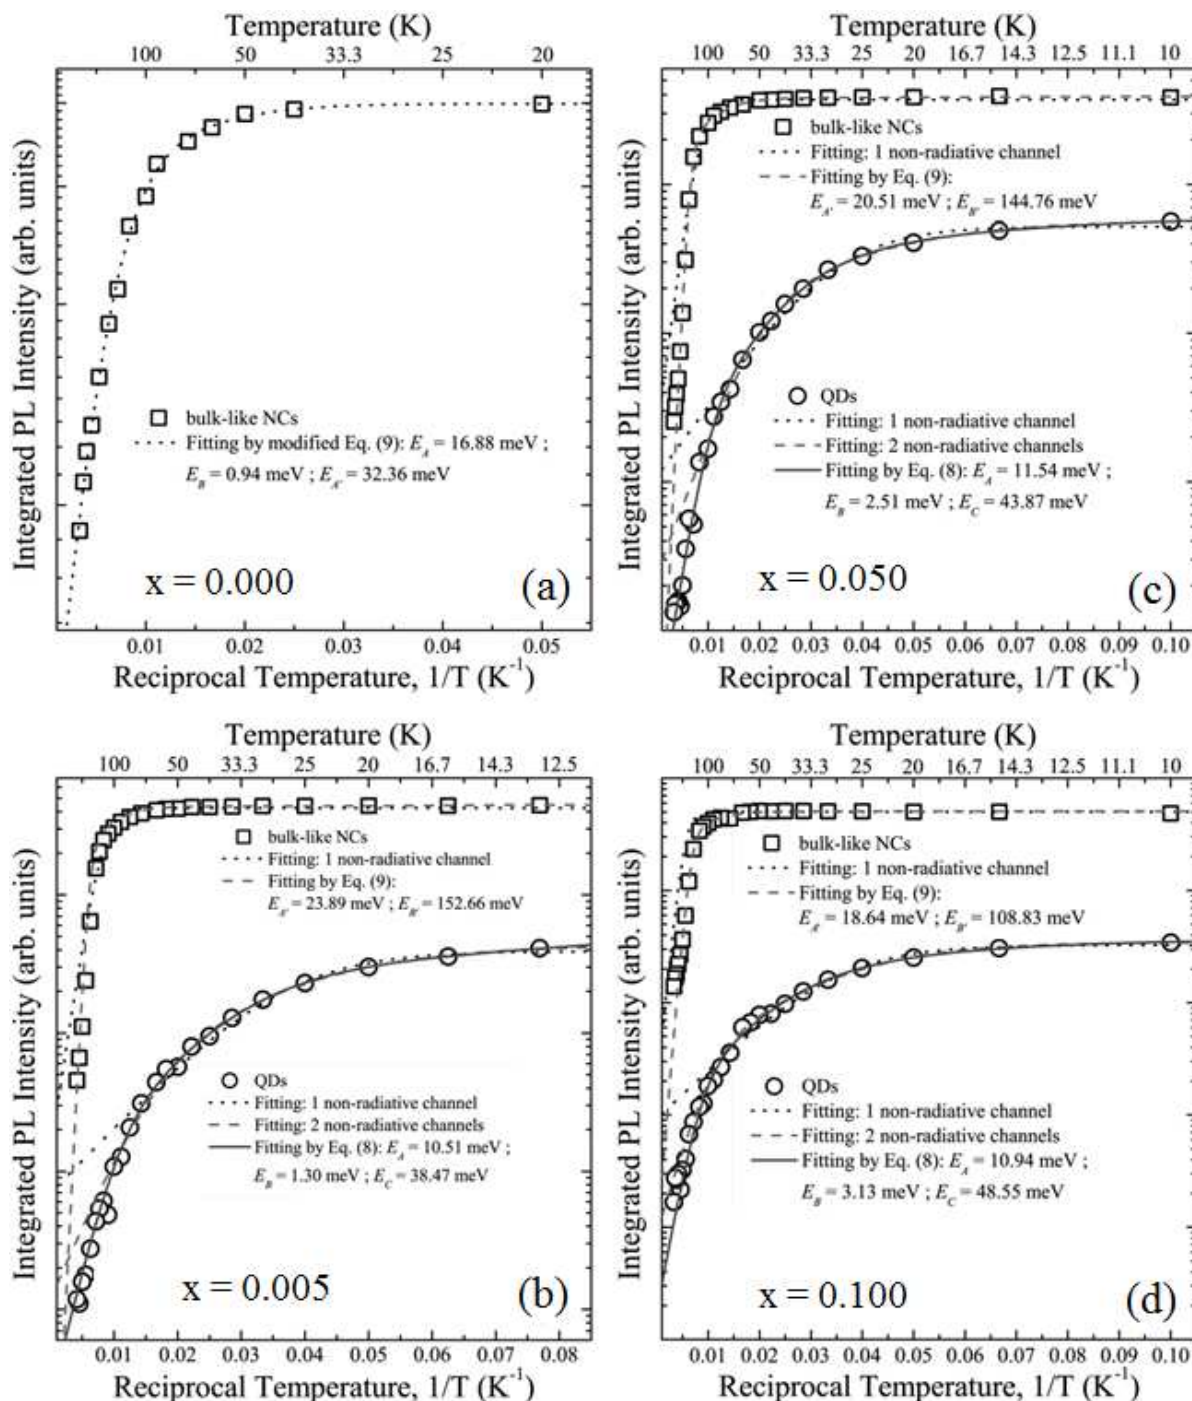 Temperature (K)
100 50 33.3 25 20
Integrated PL Intensity (arb. units)
bulk-like NCs
Fitting by modified Eq. (9): E_A = 16.88 meV ;
E_B = 0.94 meV ; E_A' = 32.36 meV
x = 0.000
(a)
0.01 0.02 0.03 0.04 0.05
Reciprocal Temperature, 1/T (K⁻¹)
Temperature (K)
100 50 33.3 25 20 16.7 14.3 12.5 11.1 10
Integrated PL Intensity (arb. units)
bulk-like NCs
Fitting: 1 non-radiative channel
Fitting by Eq. (9):
E_A' = 20.51 meV ; E_B' = 144.76 meV
QDs
Fitting: 1 non-radiative channel
Fitting: 2 non-radiative channels
Fitting by Eq. (8): E_A = 11.54 meV ;
E_B = 2.51 meV ; E_C = 43.87 meV
x = 0.050
(c)
0.01 0.02 0.03 0.04 0.05 0.06 0.07 0.08 0.09 0.10
Reciprocal Temperature, 1/T (K⁻¹)
Temperature (K)
100 50 33.3 25 20 16.7 14.3 12.5
Integrated PL Intensity (arb. units)
bulk-like NCs
Fitting: 1 non-radiative channel
Fitting by Eq. (9):
E_A' = 23.89 meV ; E_B' = 152.66 meV
QDs
Fitting: 1 non-radiative channel
Fitting: 2 non-radiative channels
Fitting by Eq. (8): E_A = 10.51 meV ;
E_B = 1.30 meV ; E_C = 38.47 meV
x = 0.005
(b)
0.01 0.02 0.03 0.04 0.05 0.06 0.07 0.08
Reciprocal Temperature, 1/T (K⁻¹)
Temperature (K)
100 50 33.3 25 20 16.7 14.3 12.5 11.1 10
Integrated PL Intensity (arb. units)
bulk-like NCs
Fitting: 1 non-radiative channel
Fitting by Eq. (9):
E_A' = 18.64 meV ; E_B' = 108.83 meV
QDs
Fitting: 1 non-radiative channel
Fitting: 2 non-radiative channels
Fitting by Eq. (8): E_A = 10.94 meV ;
E_B = 3.13 meV ; E_C = 48.55 meV
x = 0.100
(d)
0.01 0.02 0.03 0.04 0.05 0.06 0.07 0.08 0.09 0.10
Reciprocal Temperature, 1/T (K⁻¹)